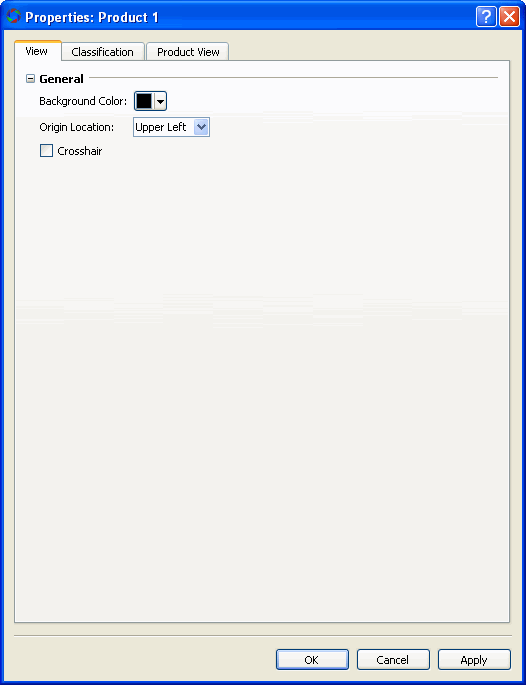 Properties: Product 1
View Classification Product View
General
Background Color:
Origin Location: Upper Left
Crosshair
OK Cancel Apply